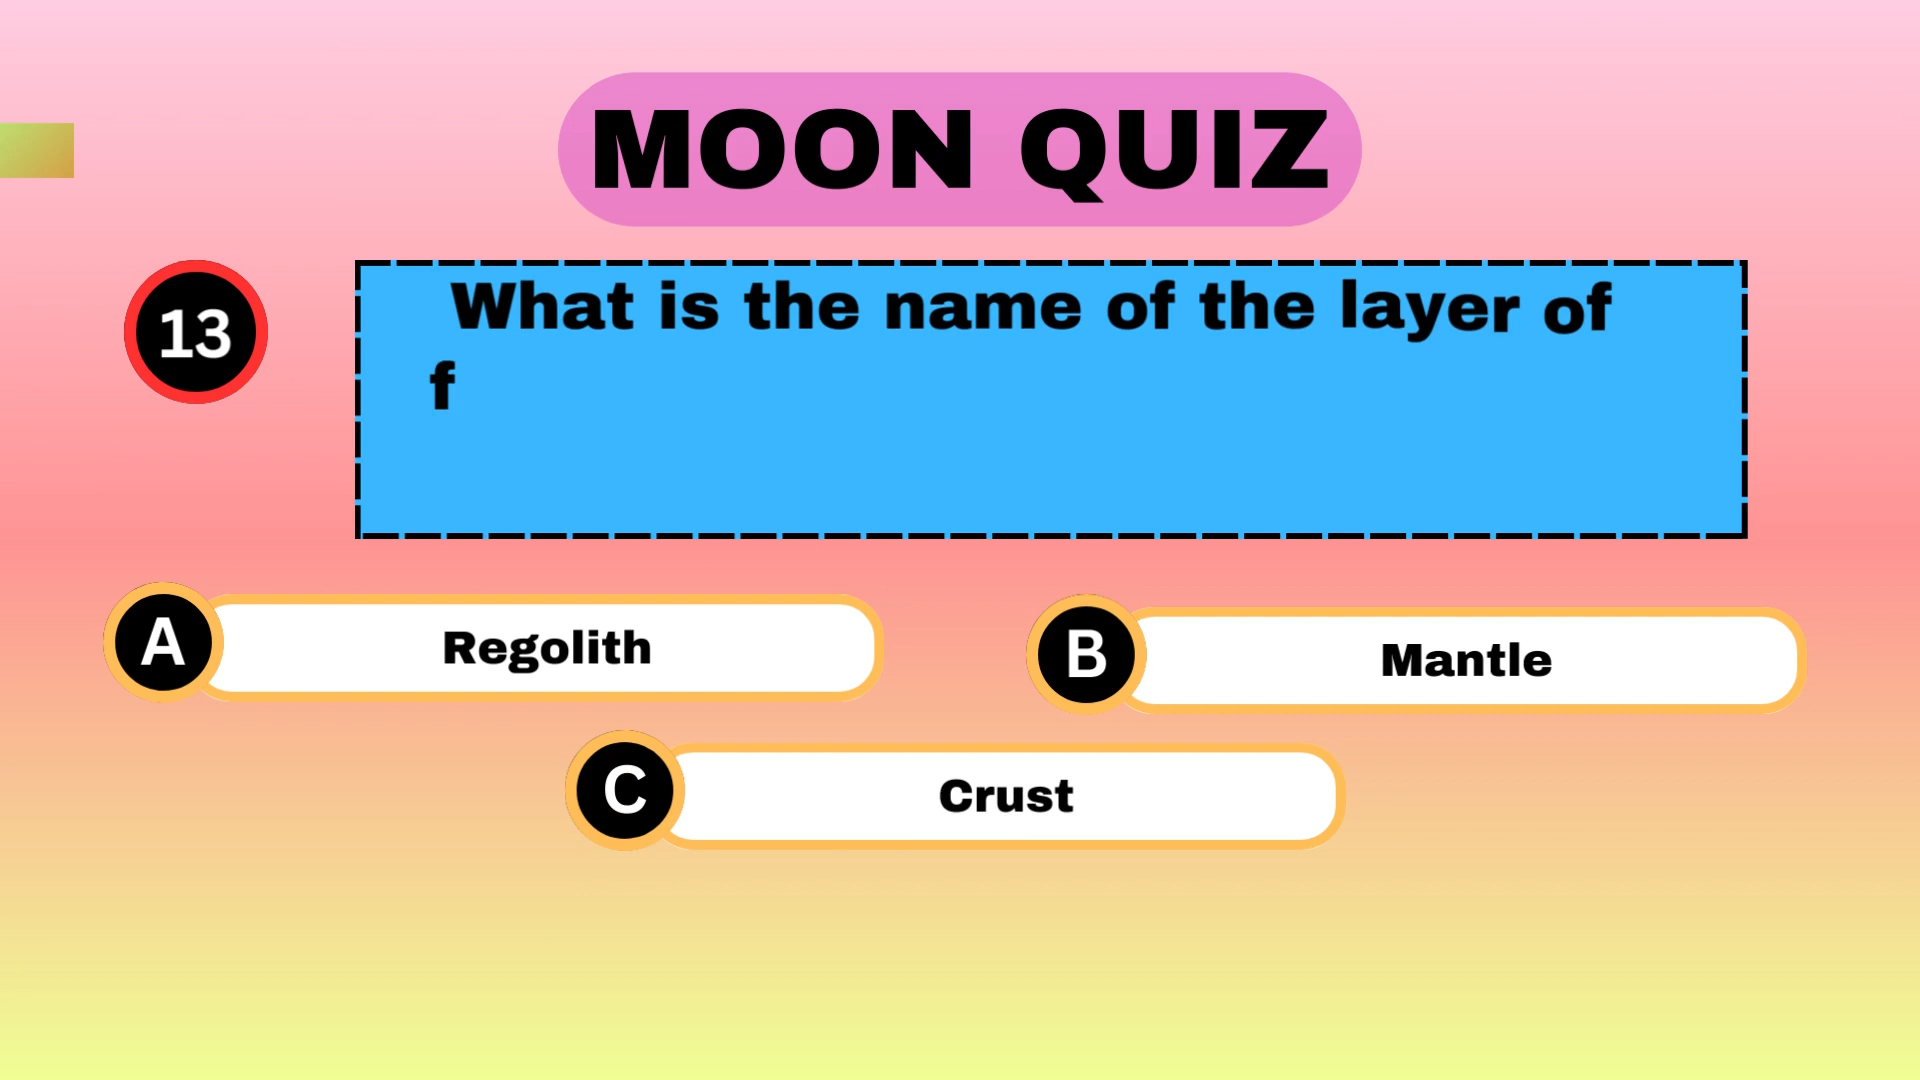 MOON QUIZ
13
What is the name of the layer of
f
A
Regolith
B
Mantle
C
Crust